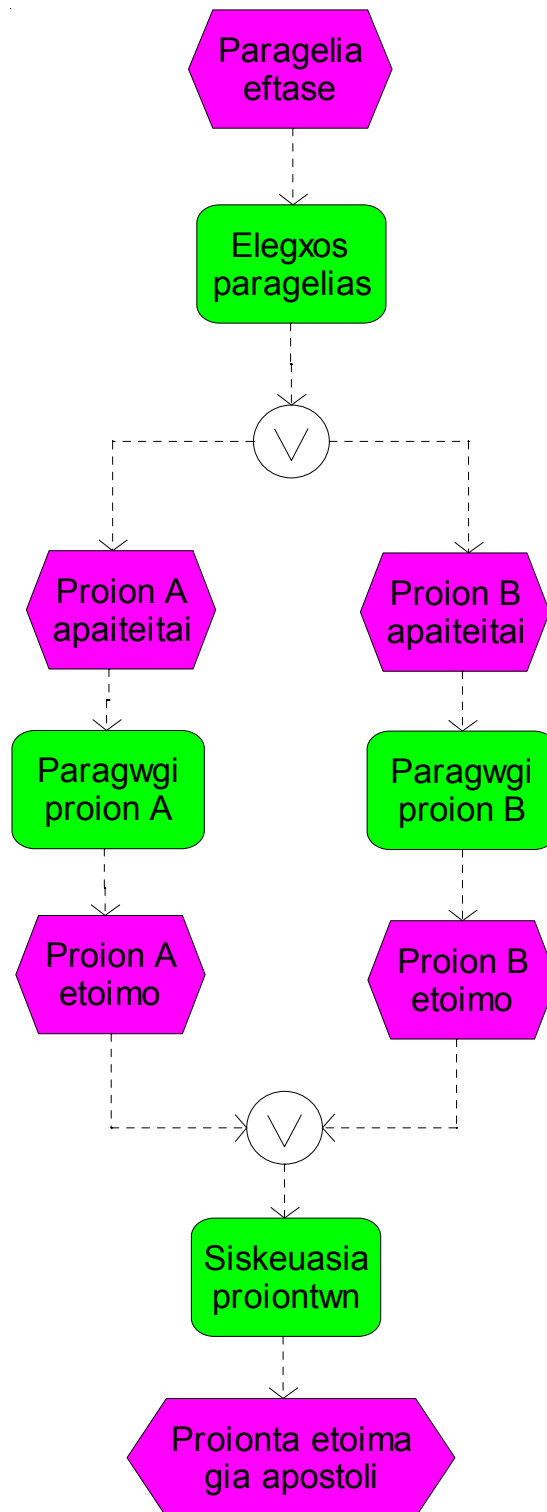 Paragelia
eftase
Elegxos
paragelias
V
Proion A
apaiteitai
Proion B
apaiteitai
Paragwgi
proion A
Paragwgi
proion B
Proion A
etoimo
Proion B
etoimo
V
Siskeuasia
proiontwn
Proionta etoima
gia apostoli